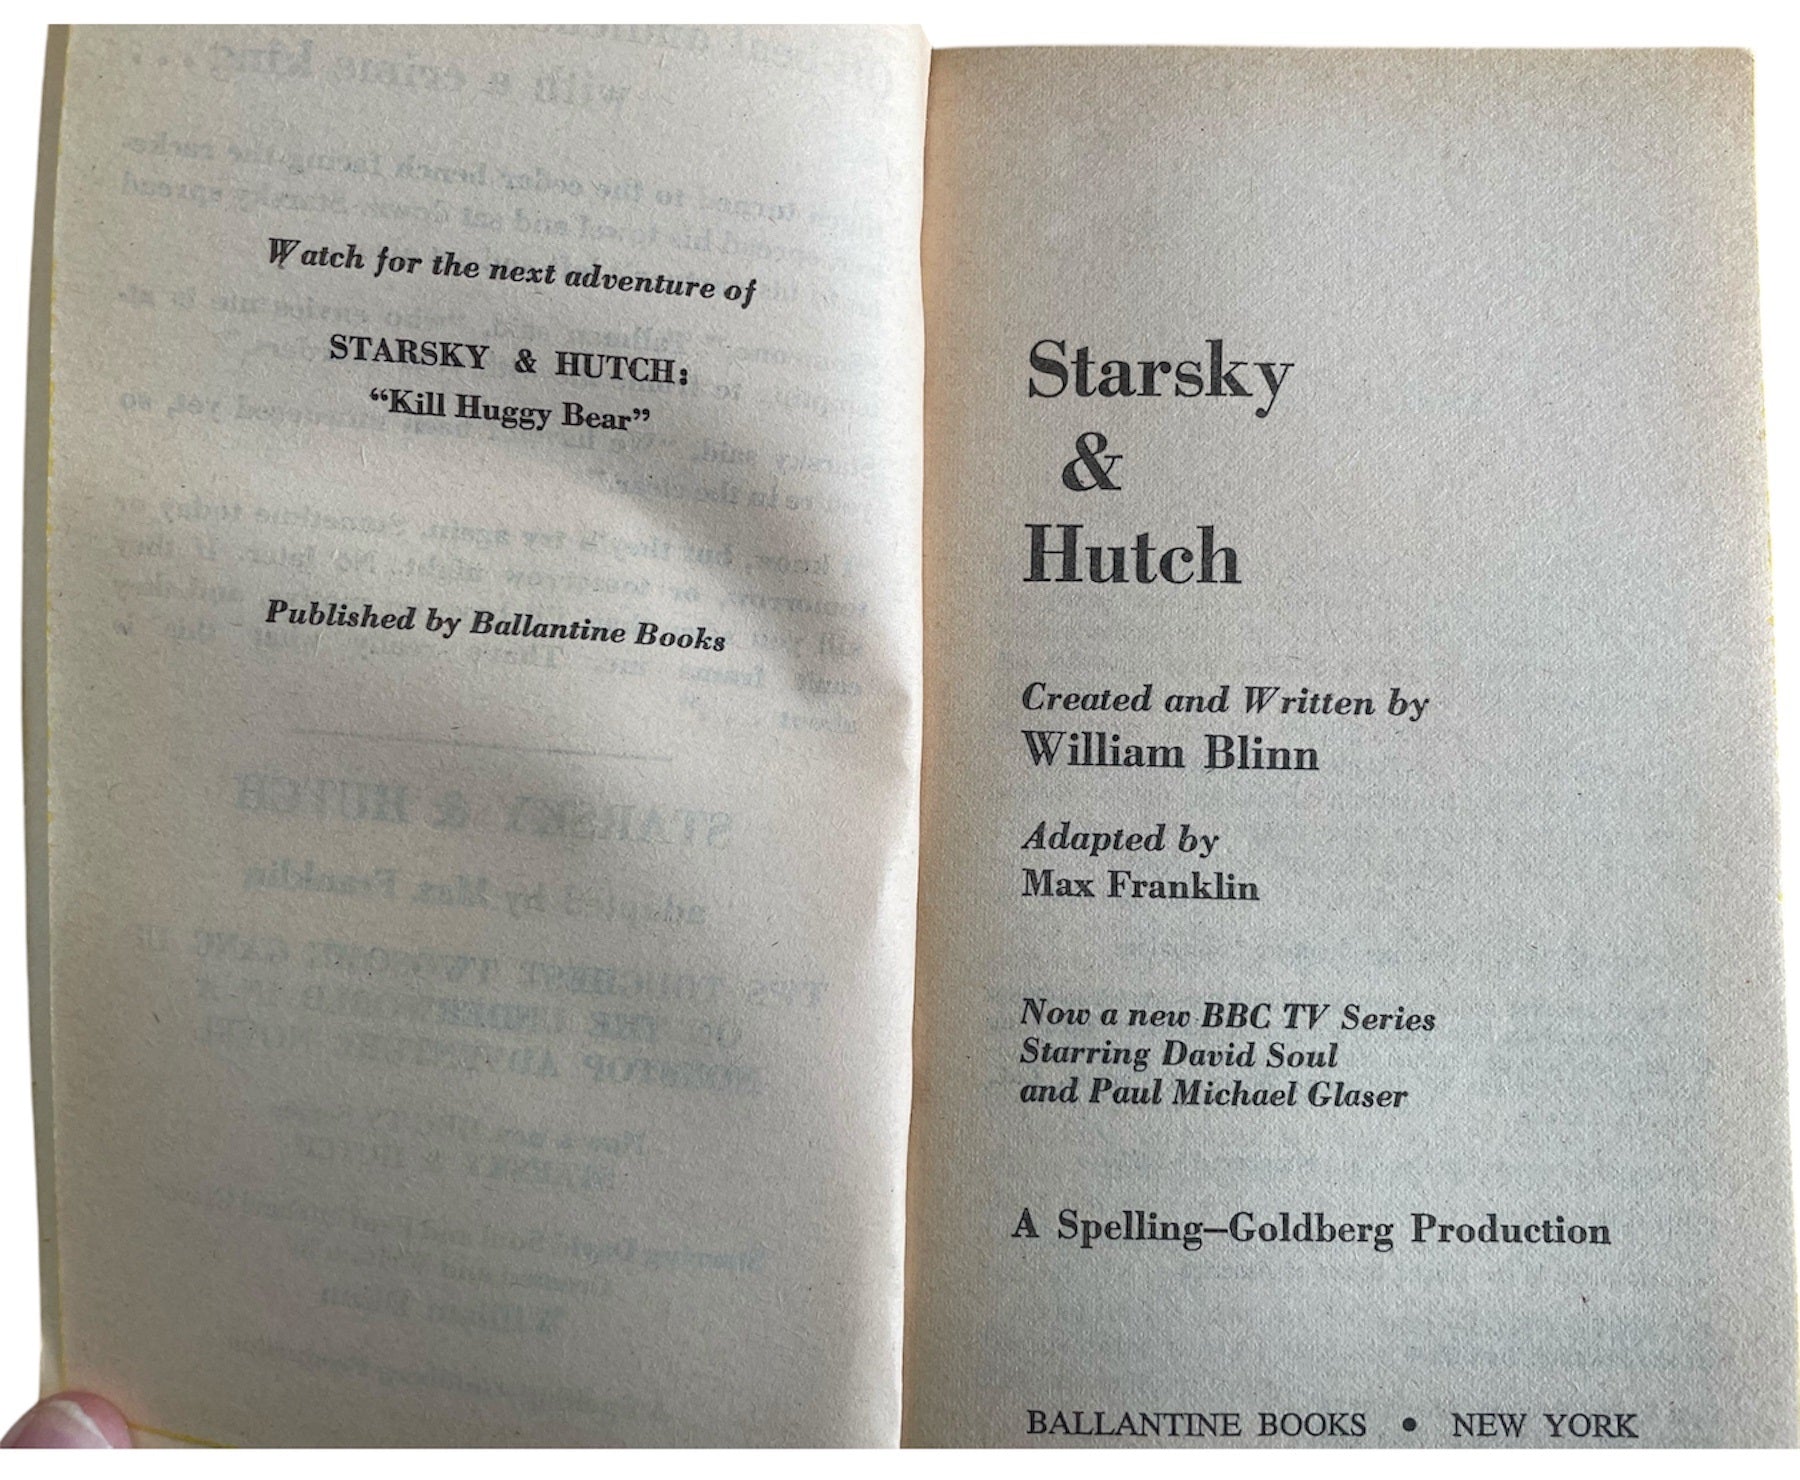 Watch for the next adventure of
STARSKY & HUTCH:
“Kill Huggy Bear”
Published by Ballantine Books
Starsky
&
Hutch
Created and Written by
William Blinn
Adapted by
Max Franklin
Now a new BBC TV Series
Starring David Soul
and Paul Michael Glaser
A Spelling–Goldberg Production
BALLANTINE BOOKS • NEW YORK